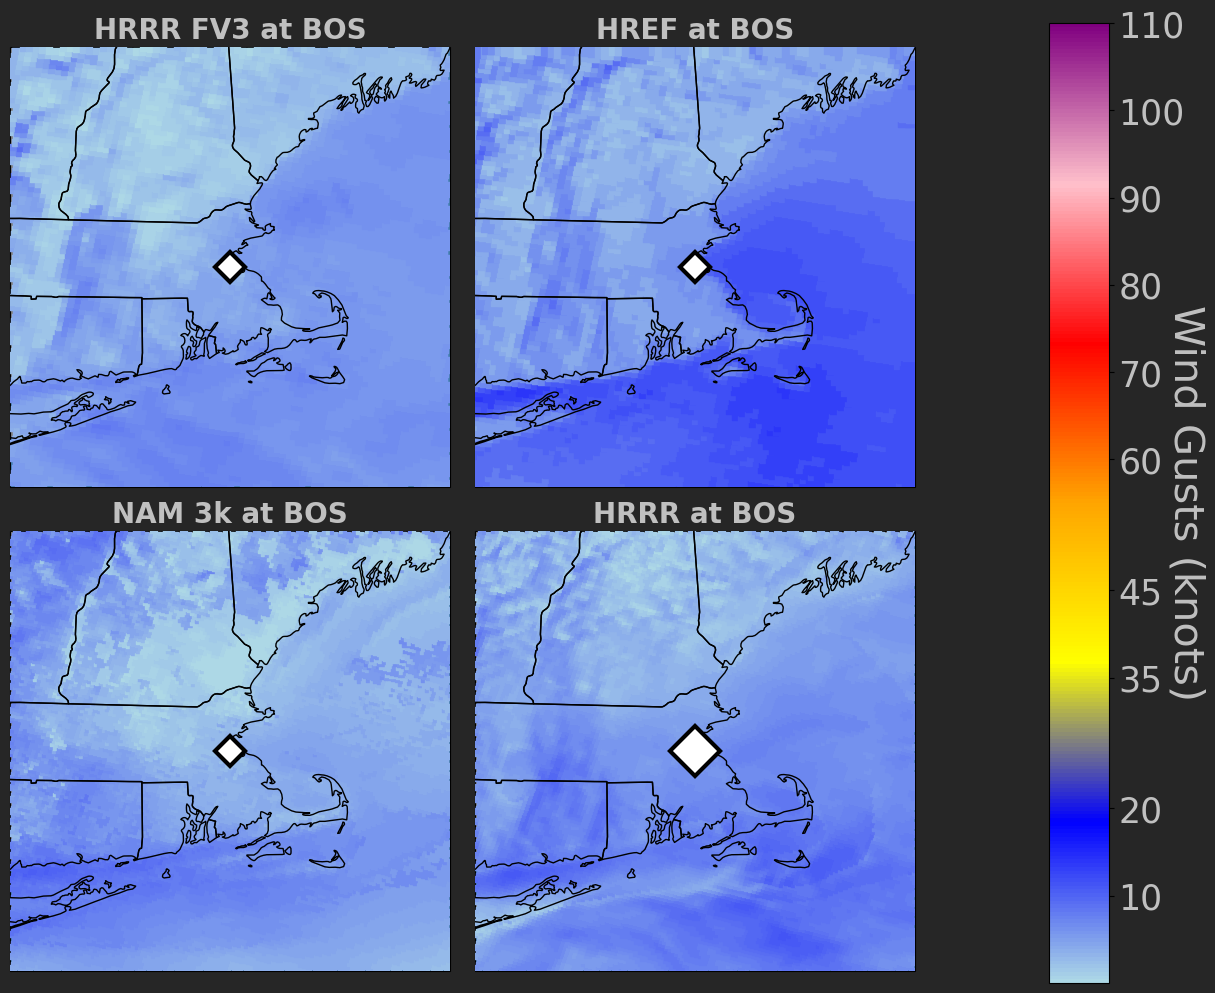 HRRR FV3 at BOS
HREF at BOS
NAM 3k at BOS
HRRR at BOS
110
100
90
80
70
60
45
35
20
10
Wind Gusts (knots)